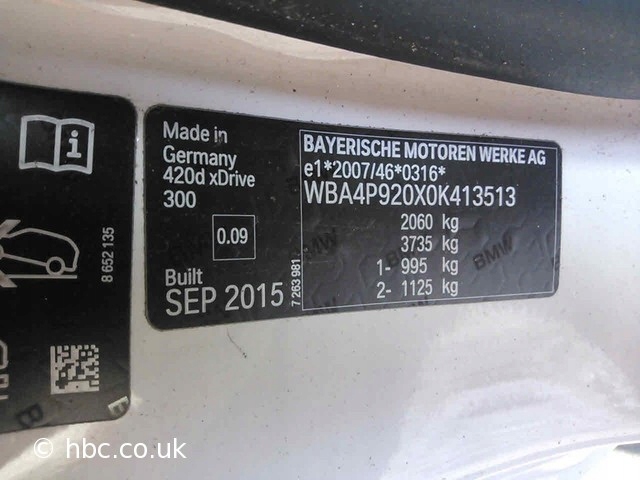 Made in
Germany
420d xDrive
300
0.09
Built
SEP 2015
7 263 981
BAYERISCHE MOTOREN WERKE AG
e1*2007/46*0316*
WBA4P920X0K413513
2060 kg
3735 kg
1- 995 kg
2- 1125 kg
BMW
BMW
8 652 135
© hbc.co.uk